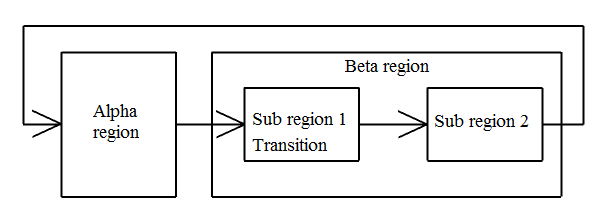 Beta region
Alpha
region
Sub region 1
Transition
Sub region 2